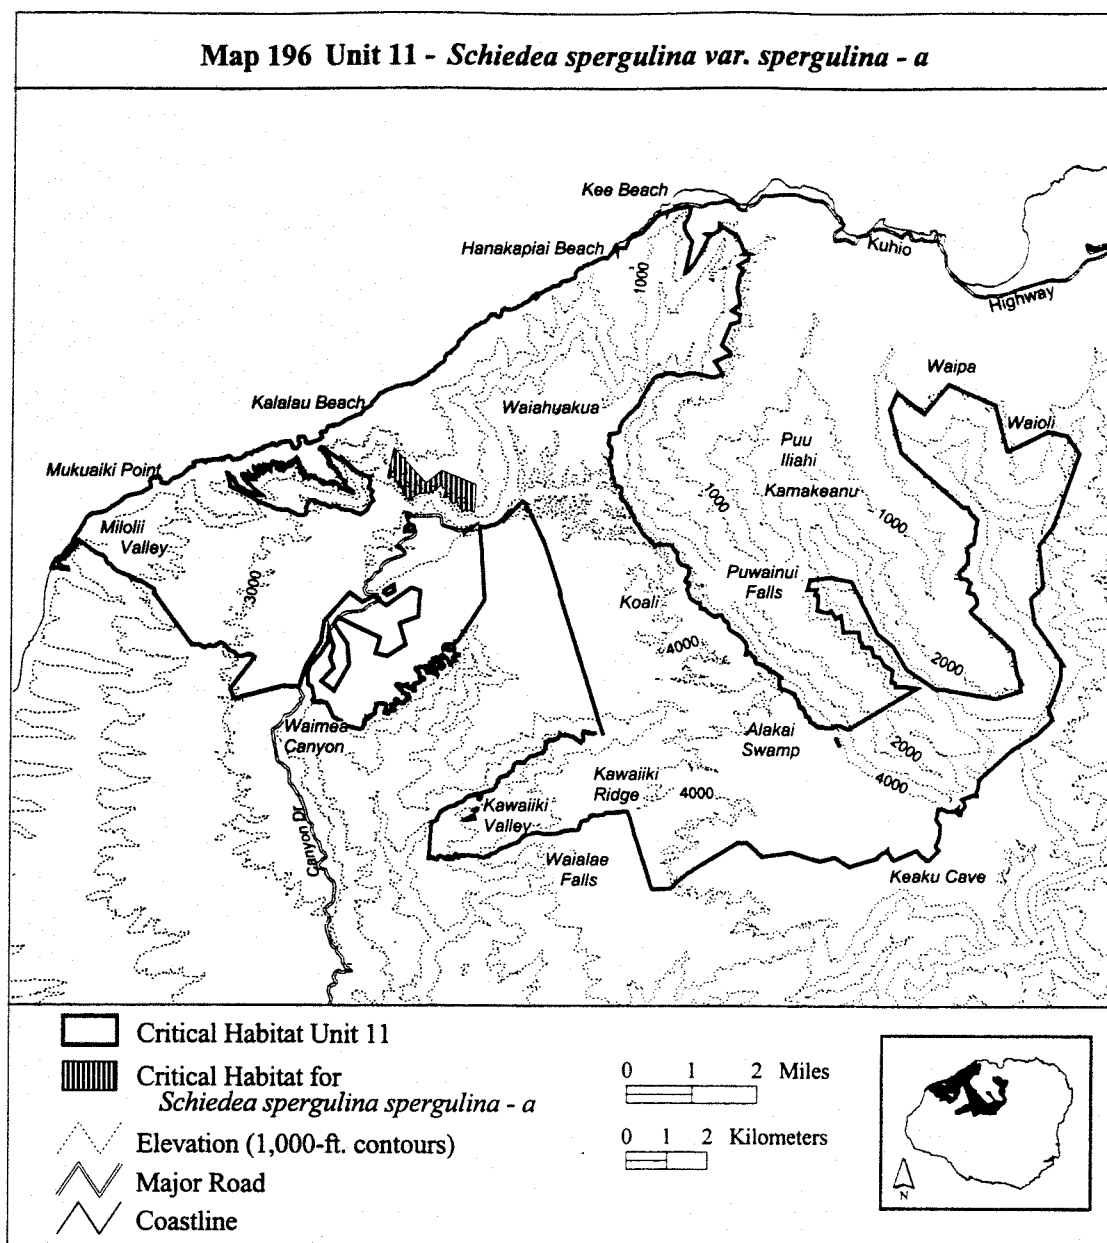 Map 196 Unit 11 - Schiedea spergulina var. spergulina - a
Kee Beach
Hanakapiai Beach
Kuhio
1000
Highway
Waipa
Kalalau Beach
Waiahuakua
Waioli
Puu
Iliahi
Mukuaiki Point
Kamakeanu
1000
1000
Milolii
Valley
Puwainui
Falls
3000
Koali
4000
2000
Waimea
Canyon
Alakai
Swamp
2000
4000
Kawaiiki
Ridge
4000
Kawaiiki
Valley
Canyon Dr
Waialae
Falls
Keaku Cave
Critical Habitat Unit 11
Critical Habitat for
Schiedea spergulina spergulina - a
Elevation (1,000-ft. contours)
Major Road
Coastline
0 1 2 Miles
0 1 2 Kilometers
N